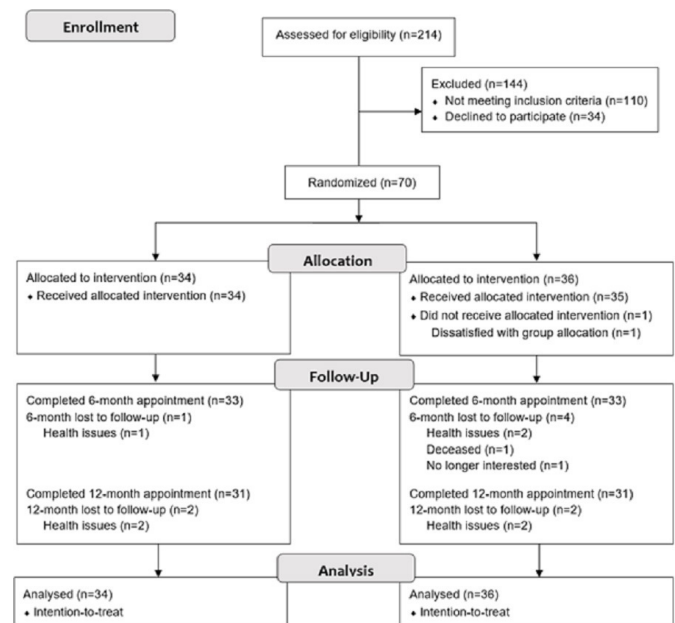 Enrollment
Assessed for eligibility (n=214)
Excluded (n=144)
♦ Not meeting inclusion criteria (n=110)
♦ Declined to participate (n=34)
Randomized (n=70)
Allocation
Allocated to intervention (n=34)
♦ Received allocated intervention (n=34)
Allocated to intervention (n=36)
♦ Received allocated intervention (n=35)
♦ Did not receive allocated intervention (n=1)
Dissatisfied with group allocation (n=1)
Follow-Up
Completed 6-month appointment (n=33)
6-month lost to follow-up (n=1)
Health issues (n=1)
Completed 12-month appointment (n=31)
12-month lost to follow-up (n=2)
Health issues (n=2)
Completed 6-month appointment (n=33)
6-month lost to follow-up (n=4)
Health issues (n=2)
Deceased (n=1)
No longer interested (n=1)
Completed 12-month appointment (n=31)
12-month lost to follow-up (n=2)
Health issues (n=2)
Analysis
Analysed (n=34)
♦ Intention-to-treat
Analysed (n=36)
♦ Intention-to-treat